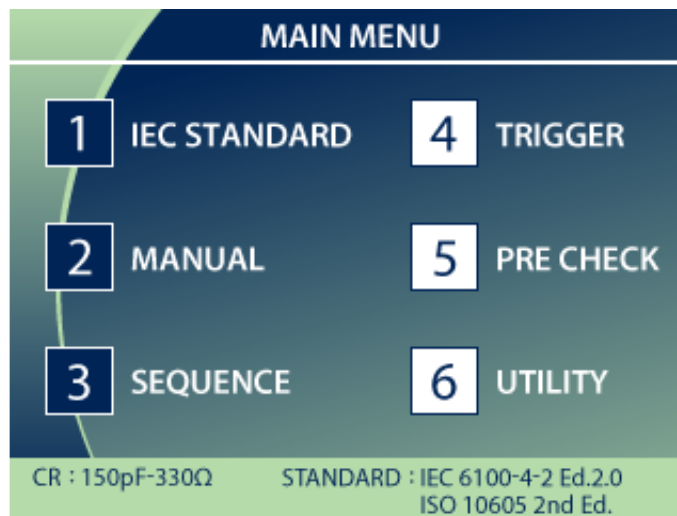 MAIN MENU
1 IEC STANDARD
2 MANUAL
3 SEQUENCE
4 TRIGGER
5 PRE CHECK
6 UTILITY
CR : 150pF-330Ω
STANDARD : IEC 6100-4-2 Ed.2.0
ISO 10605 2nd Ed.